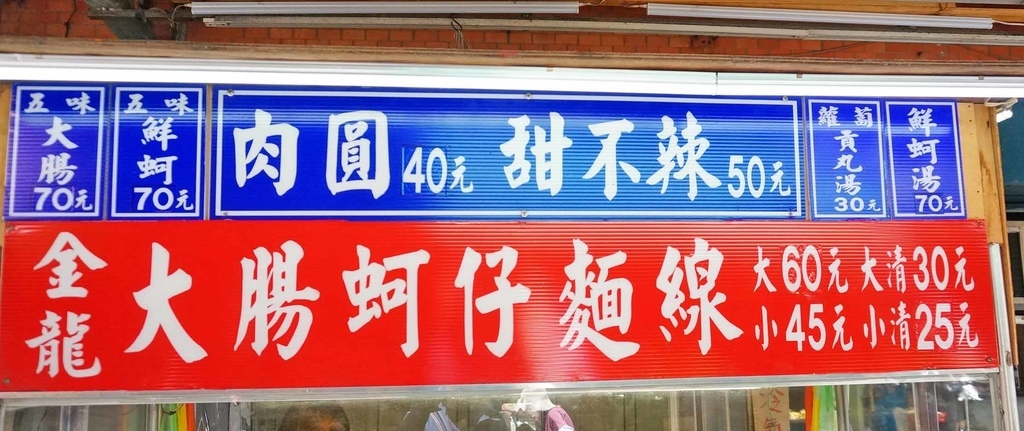 五味
大腸
70元
五味
鮮蚵
70元
肉圓 40元 甜不辣 50元
蘿蔔
貢丸湯
30元
鮮蚵湯
70元
金龍 大腸蚵仔麵線
大60元 大清30元
小45元 小清25元